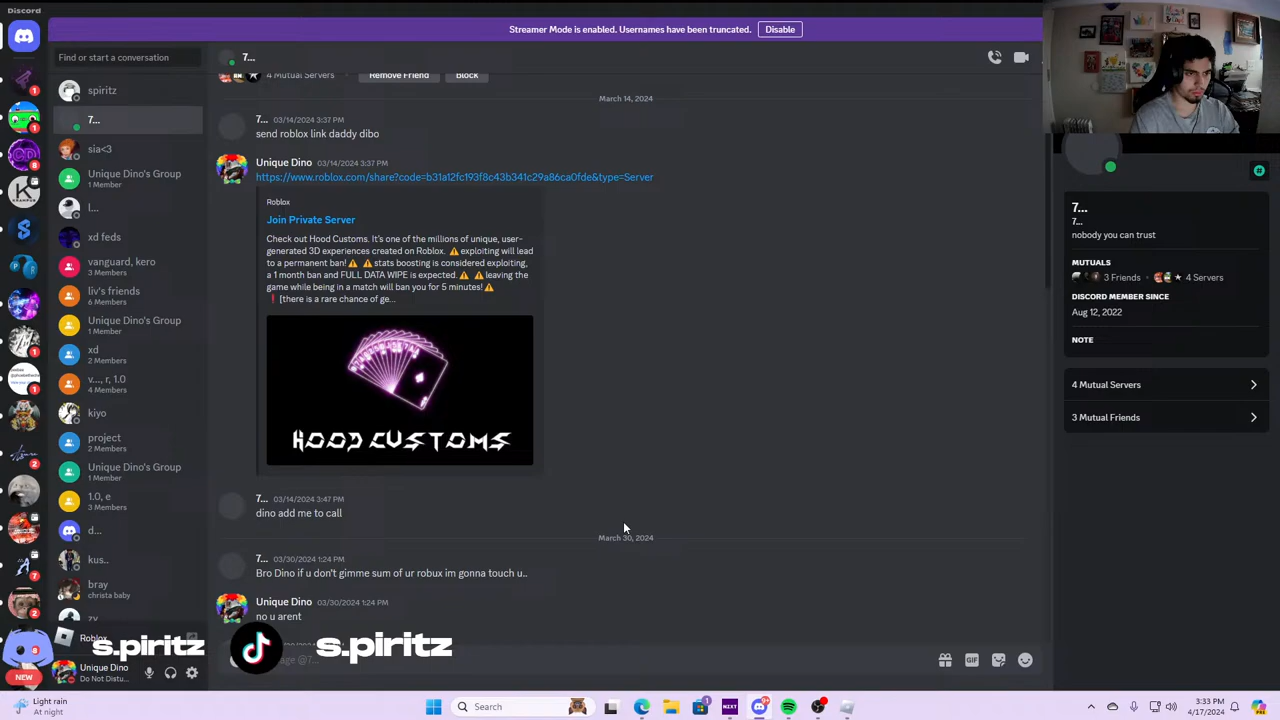 Discord
Streamer Mode is enabled. Usernames have been truncated.
Disable
Find or start a conversation
7...
4 Mutual Servers
Remove Friend
Block
spiritz
7...
sia<3
Unique Dino's Group
1 Member
l...
xd feds
vanguard, kero
3 Members
liv's friends
6 Members
Unique Dino's Group
1 Member
xd
2 Members
v..., r, 1.0
4 Members
kiyo
project
2 Members
Unique Dino's Group
1 Member
1.0, e
3 Members
d...
kus..
bray
christa baby
zy
Roblox
Unique Dino
Do Not Distu...
NEW
March 14, 2024
7... 03/14/2024 3:37 PM
send roblox link daddy dibo
Unique Dino 03/14/2024 3:37 PM
https://www.roblox.com/share?code=b31a12fc193f8c43b341c29a86ca0fde&type=Server
Roblox
Join Private Server
Check out Hood Customs. It's one of the millions of unique, user-
generated 3D experiences created on Roblox. ⚠️exploiting will lead
to a permanent ban!⚠️ ⚠️stats boosting is considered exploiting,
a 1 month ban and FULL DATA WIPE is expected.⚠️ ⚠️leaving the
game while being in a match will ban you for 5 minutes!⚠️
❗[there is a rare chance of ge...
HOOD CUSTOMS
7... 03/14/2024 3:47 PM
dino add me to call
March 30, 2024
7... 03/30/2024 1:24 PM
Bro Dino if u don't gimme sum of ur robux im gonna touch u..
Unique Dino 03/30/2024 1:24 PM
no u arent
s.piritz
s.piritz
GIF
7...
7...
nobody you can trust
MUTUALS
3 Friends • 4 Servers
DISCORD MEMBER SINCE
Aug 12, 2022
NOTE
4 Mutual Servers
3 Mutual Friends
Light rain
At night
Search
NZXT
3:33 PM
4/17/2024